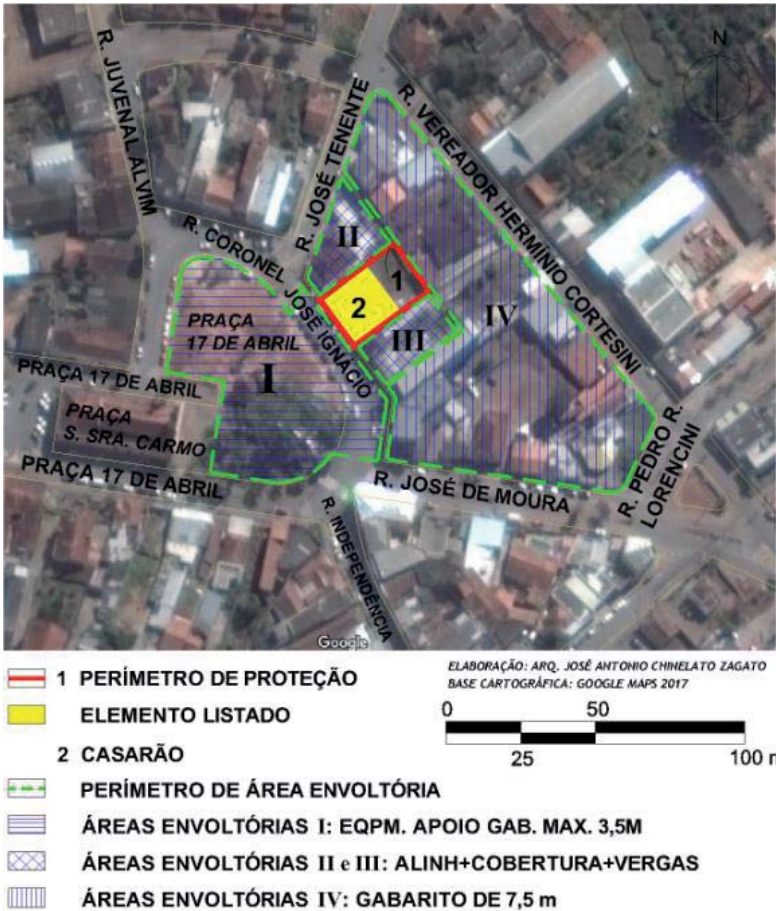 N
R. JUVENAL ALVIM
R. JOSÉ TENENTE
R. VEREADOR HERMÍNIO CORTESINI
R. CORONEL JOSÉ IGNACIO
II
1
2
III
IV
PRAÇA
17 DE ABRIL
I
PRAÇA 17 DE ABRIL
PRAÇA
S. SRA. CARMO
PRAÇA 17 DE ABRIL
R. JOSÉ DE MOURA
R. PEDRO R.
LORENCINI
R. INDEPENDÊNCIA
Google
1 PERÍMETRO DE PROTEÇÃO
ELEMENTO LISTADO
2 CASARÃO
PERÍMETRO DE ÁREA ENVOLTÓRIA
ÁREAS ENVOLTÓRIAS I: EQPM. APOIO GAB. MAX. 3,5M
ÁREAS ENVOLTÓRIAS II e III: ALINH+COBERTURA+VERGAS
ÁREAS ENVOLTÓRIAS IV: GABARITO DE 7,5 m
ELABORAÇÃO: ARQ. JOSÉ ANTONIO CHINELATO ZAGATO
BASE CARTOGRÁFICA: GOOGLE MAPS 2017
0 50
25 100 m